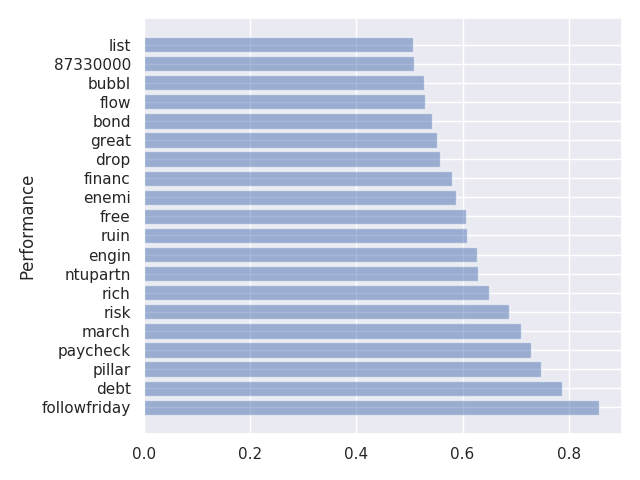 list
87330000
bubbl
flow
bond
great
drop
financ
enemi
free
ruin
engin
ntupartn
rich
risk
march
paycheck
pillar
debt
followfriday
Performance
0.0 0.2 0.4 0.6 0.8